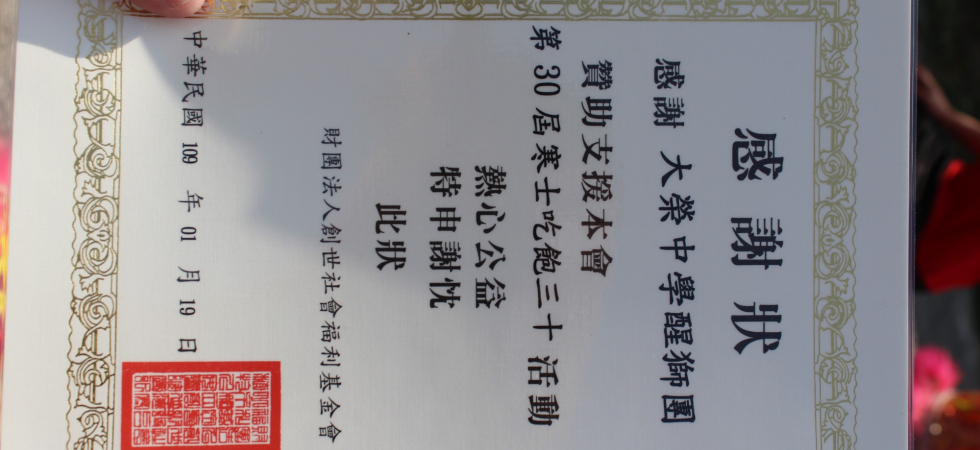 感謝狀
感謝 大榮中學醒獅團
贊助支援本會
第30屆寒士吃飽三十活動
熱心公益
特申謝忱
此狀
財團法人創世社會福利基金會
中華民國 109 年 01 月 19 日